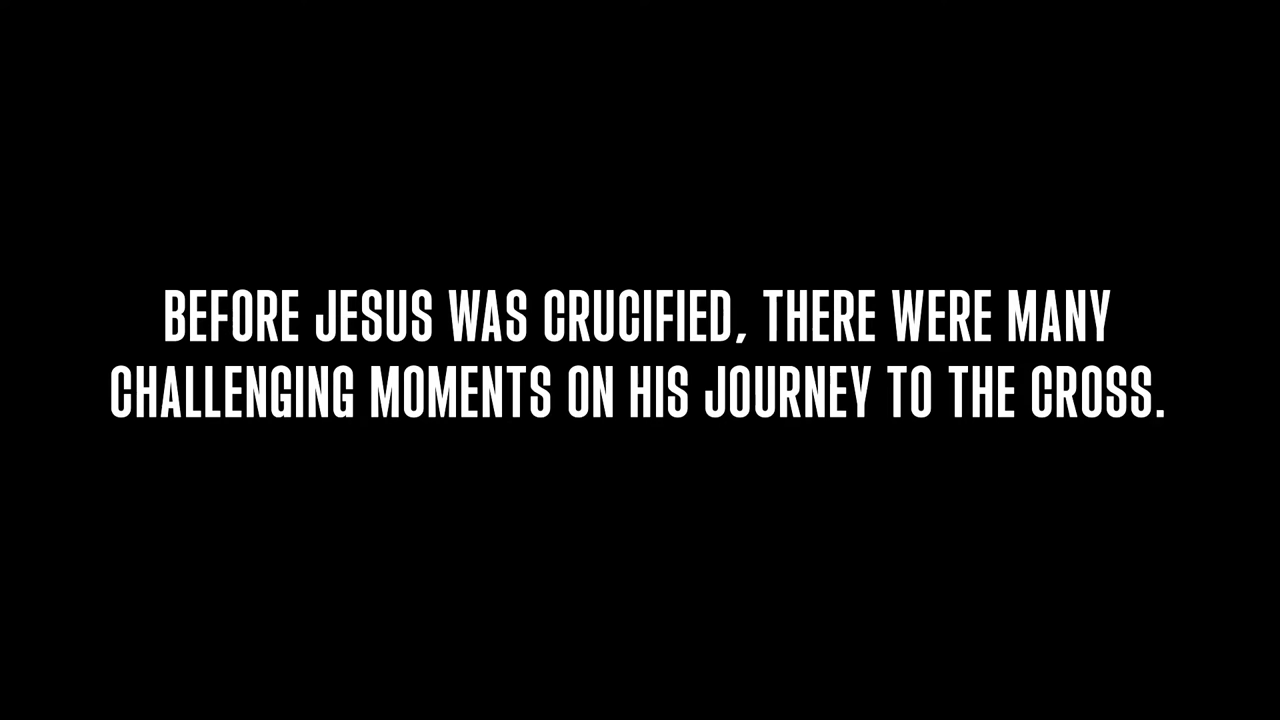 BEFORE JESUS WAS CRUCIFIED, THERE WERE MANY
CHALLENGING MOMENTS ON HIS JOURNEY TO THE CROSS.